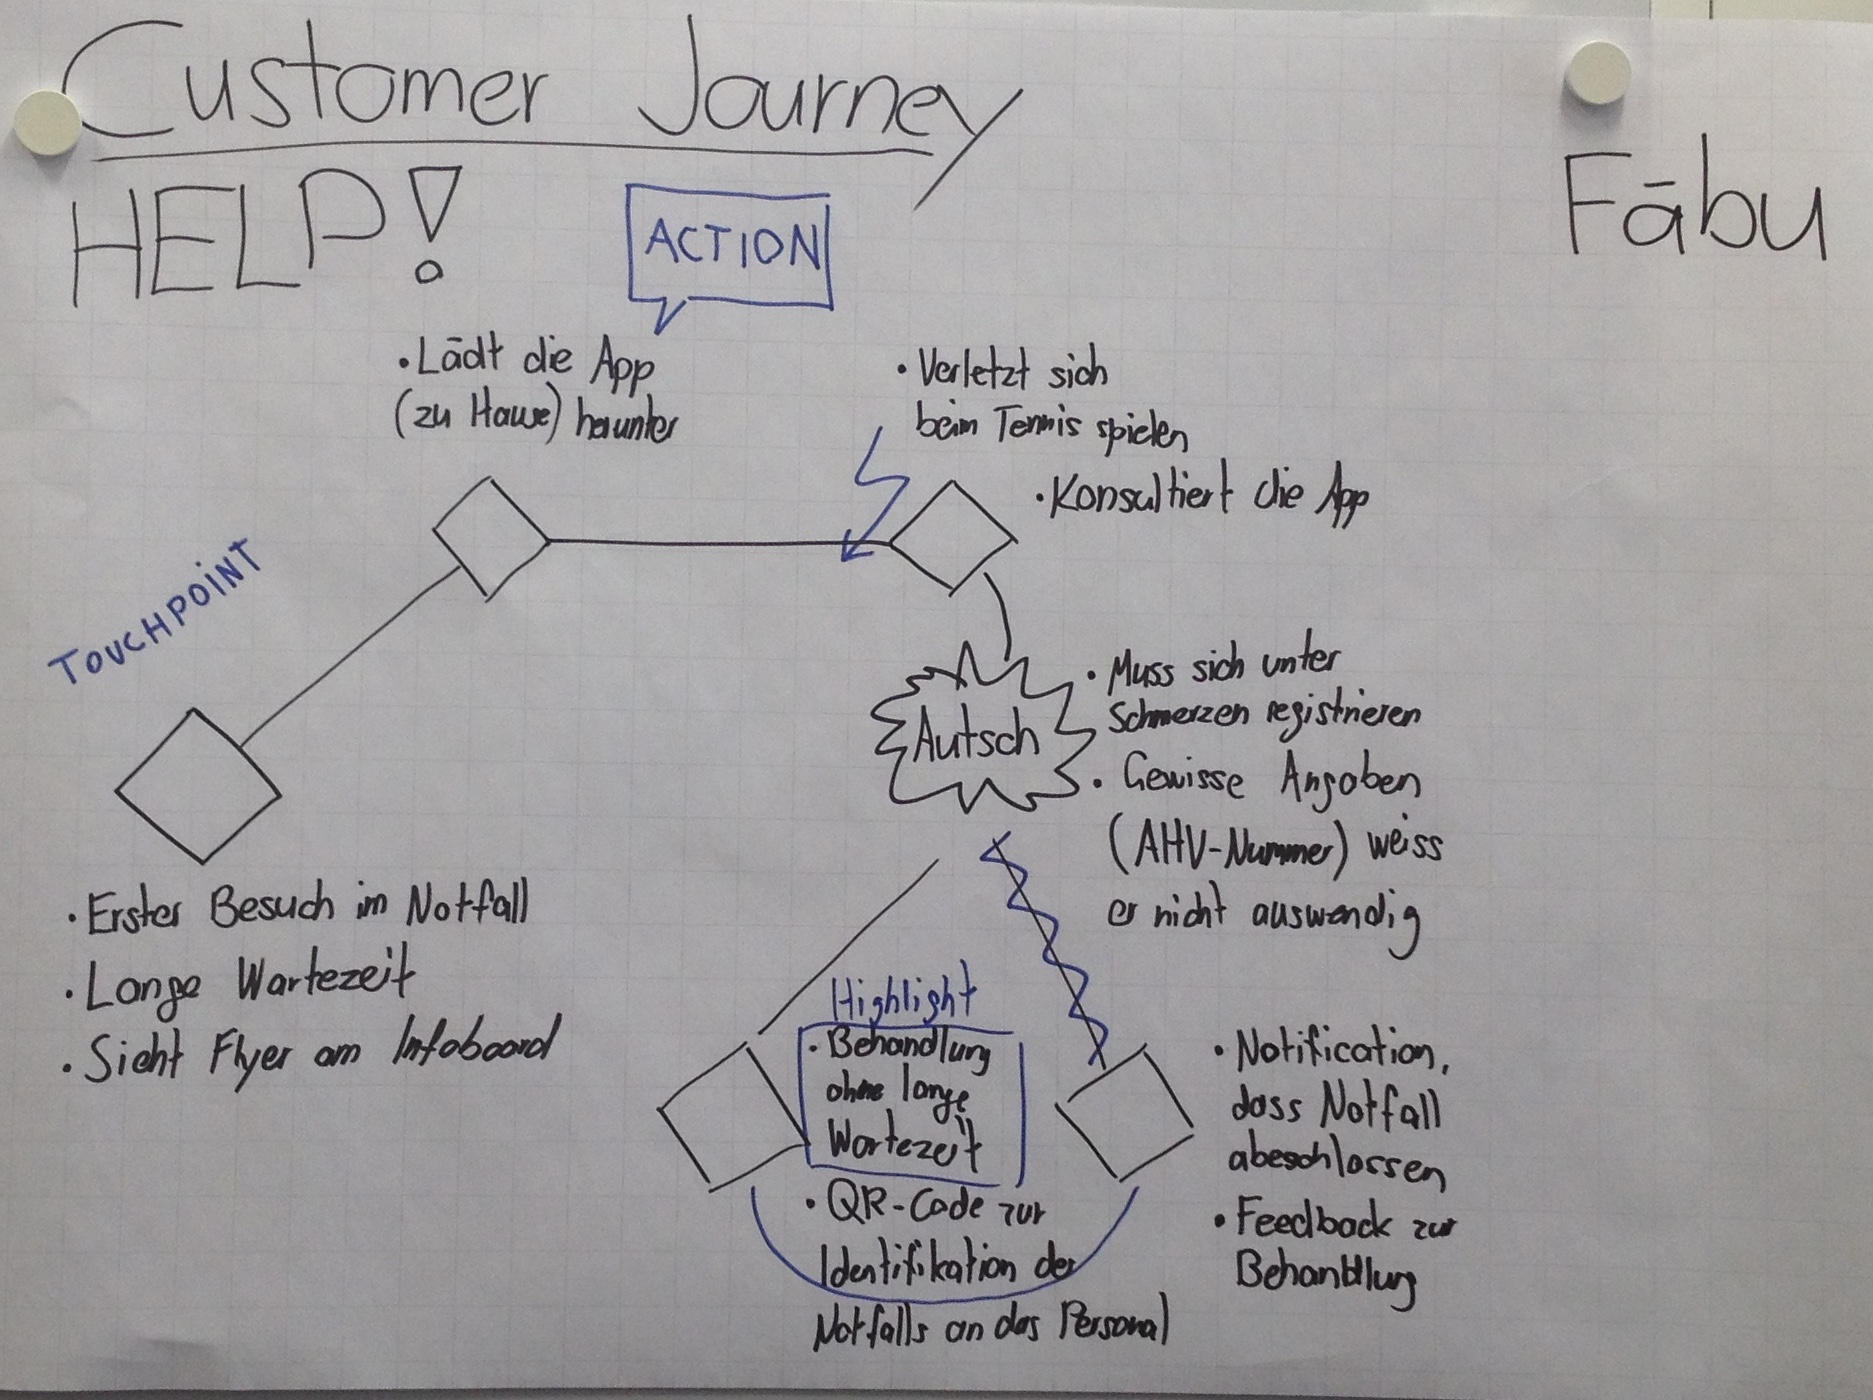 Customer Journey
HELP!
Fäbu
ACTION
• Lädt die App
(zu Hause) herunter
• Verletzt sich
beim Tennis spielen
• Konsultiert die App
TOUCHPOINT
Autsch
• Muss sich unter
Schmerzen registrieren
• Gewisse Angaben
(AHV-Nummer) weiss
er nicht auswendig
• Erster Besuch im Notfall
• Lange Wartezeit
• Sieht Flyer am Infoboard
Highlight
• Behandlung
ohne lange
Wartezeit
• QR-Code zur
Identifikation des
Notfalls an das Personal
• Notification,
dass Notfall
abeschlossen
• Feedback zur
Behandlung